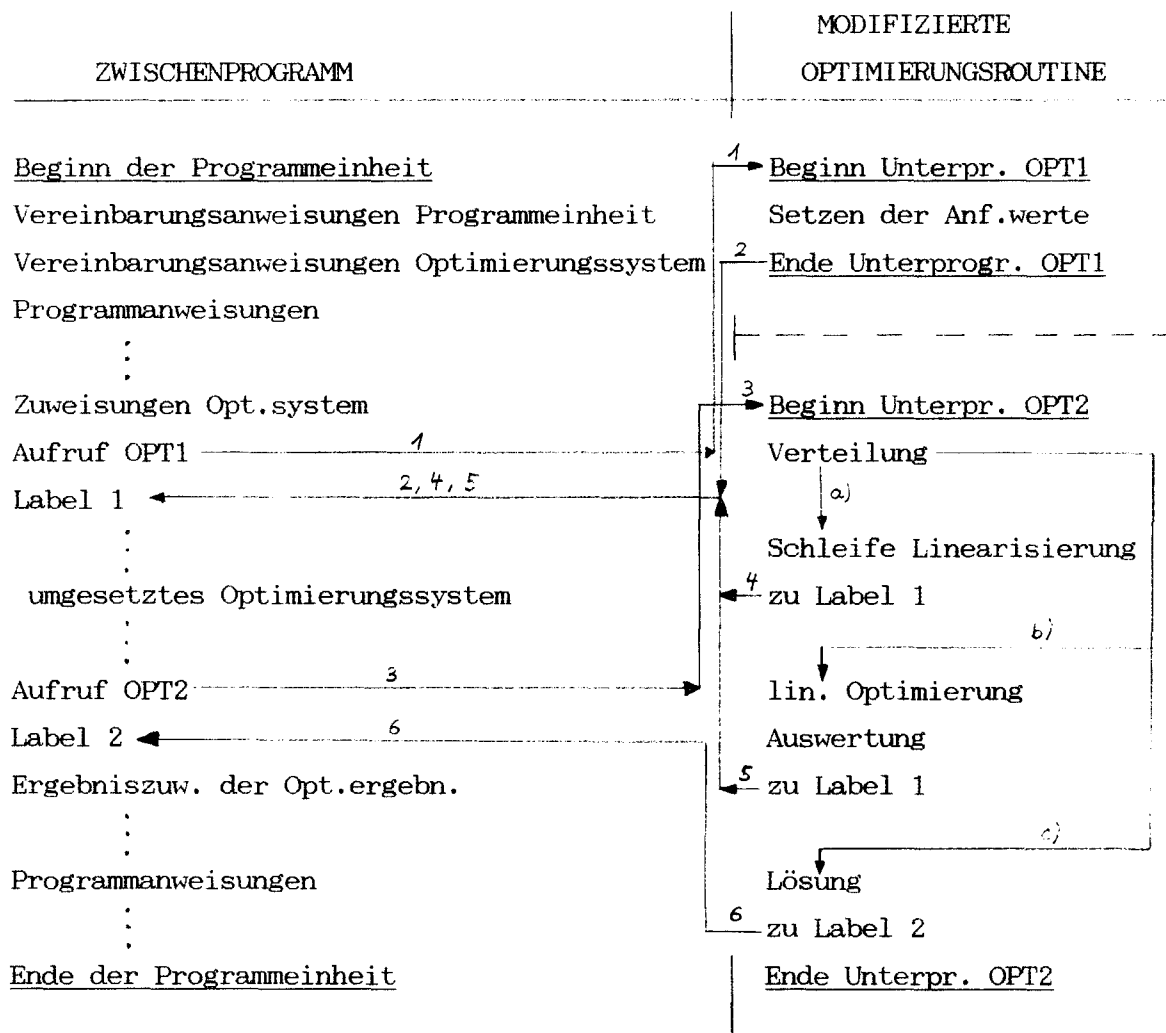 ZWISCHENPROGRAMM
MODIFIZIERTE
OPTIMIERUNGSROUTINE
Beginn der Programmeinheit
1
Beginn Unterpr. OPT1
Vereinbarungsanweisungen Programmeinheit
Setzen der Anf.werte
Vereinbarungsanweisungen Optimierungssystem
2
Ende Unterprogr. OPT1
Programmanweisungen
Zuweisungen Opt.system
3
Beginn Unterpr. OPT2
Aufruf OPT1
1
Verteilung
Label 1
2, 4, 5
a)
Schleife Linearisierung
umgesetztes Optimierungssystem
4
zu Label 1
b)
Aufruf OPT2
3
lin. Optimierung
Label 2
6
Auswertung
Ergebniszuw. der Opt.ergebn.
5
zu Label 1
c)
Programmanweisungen
Lösung
6
zu Label 2
Ende der Programmeinheit
Ende Unterpr. OPT2